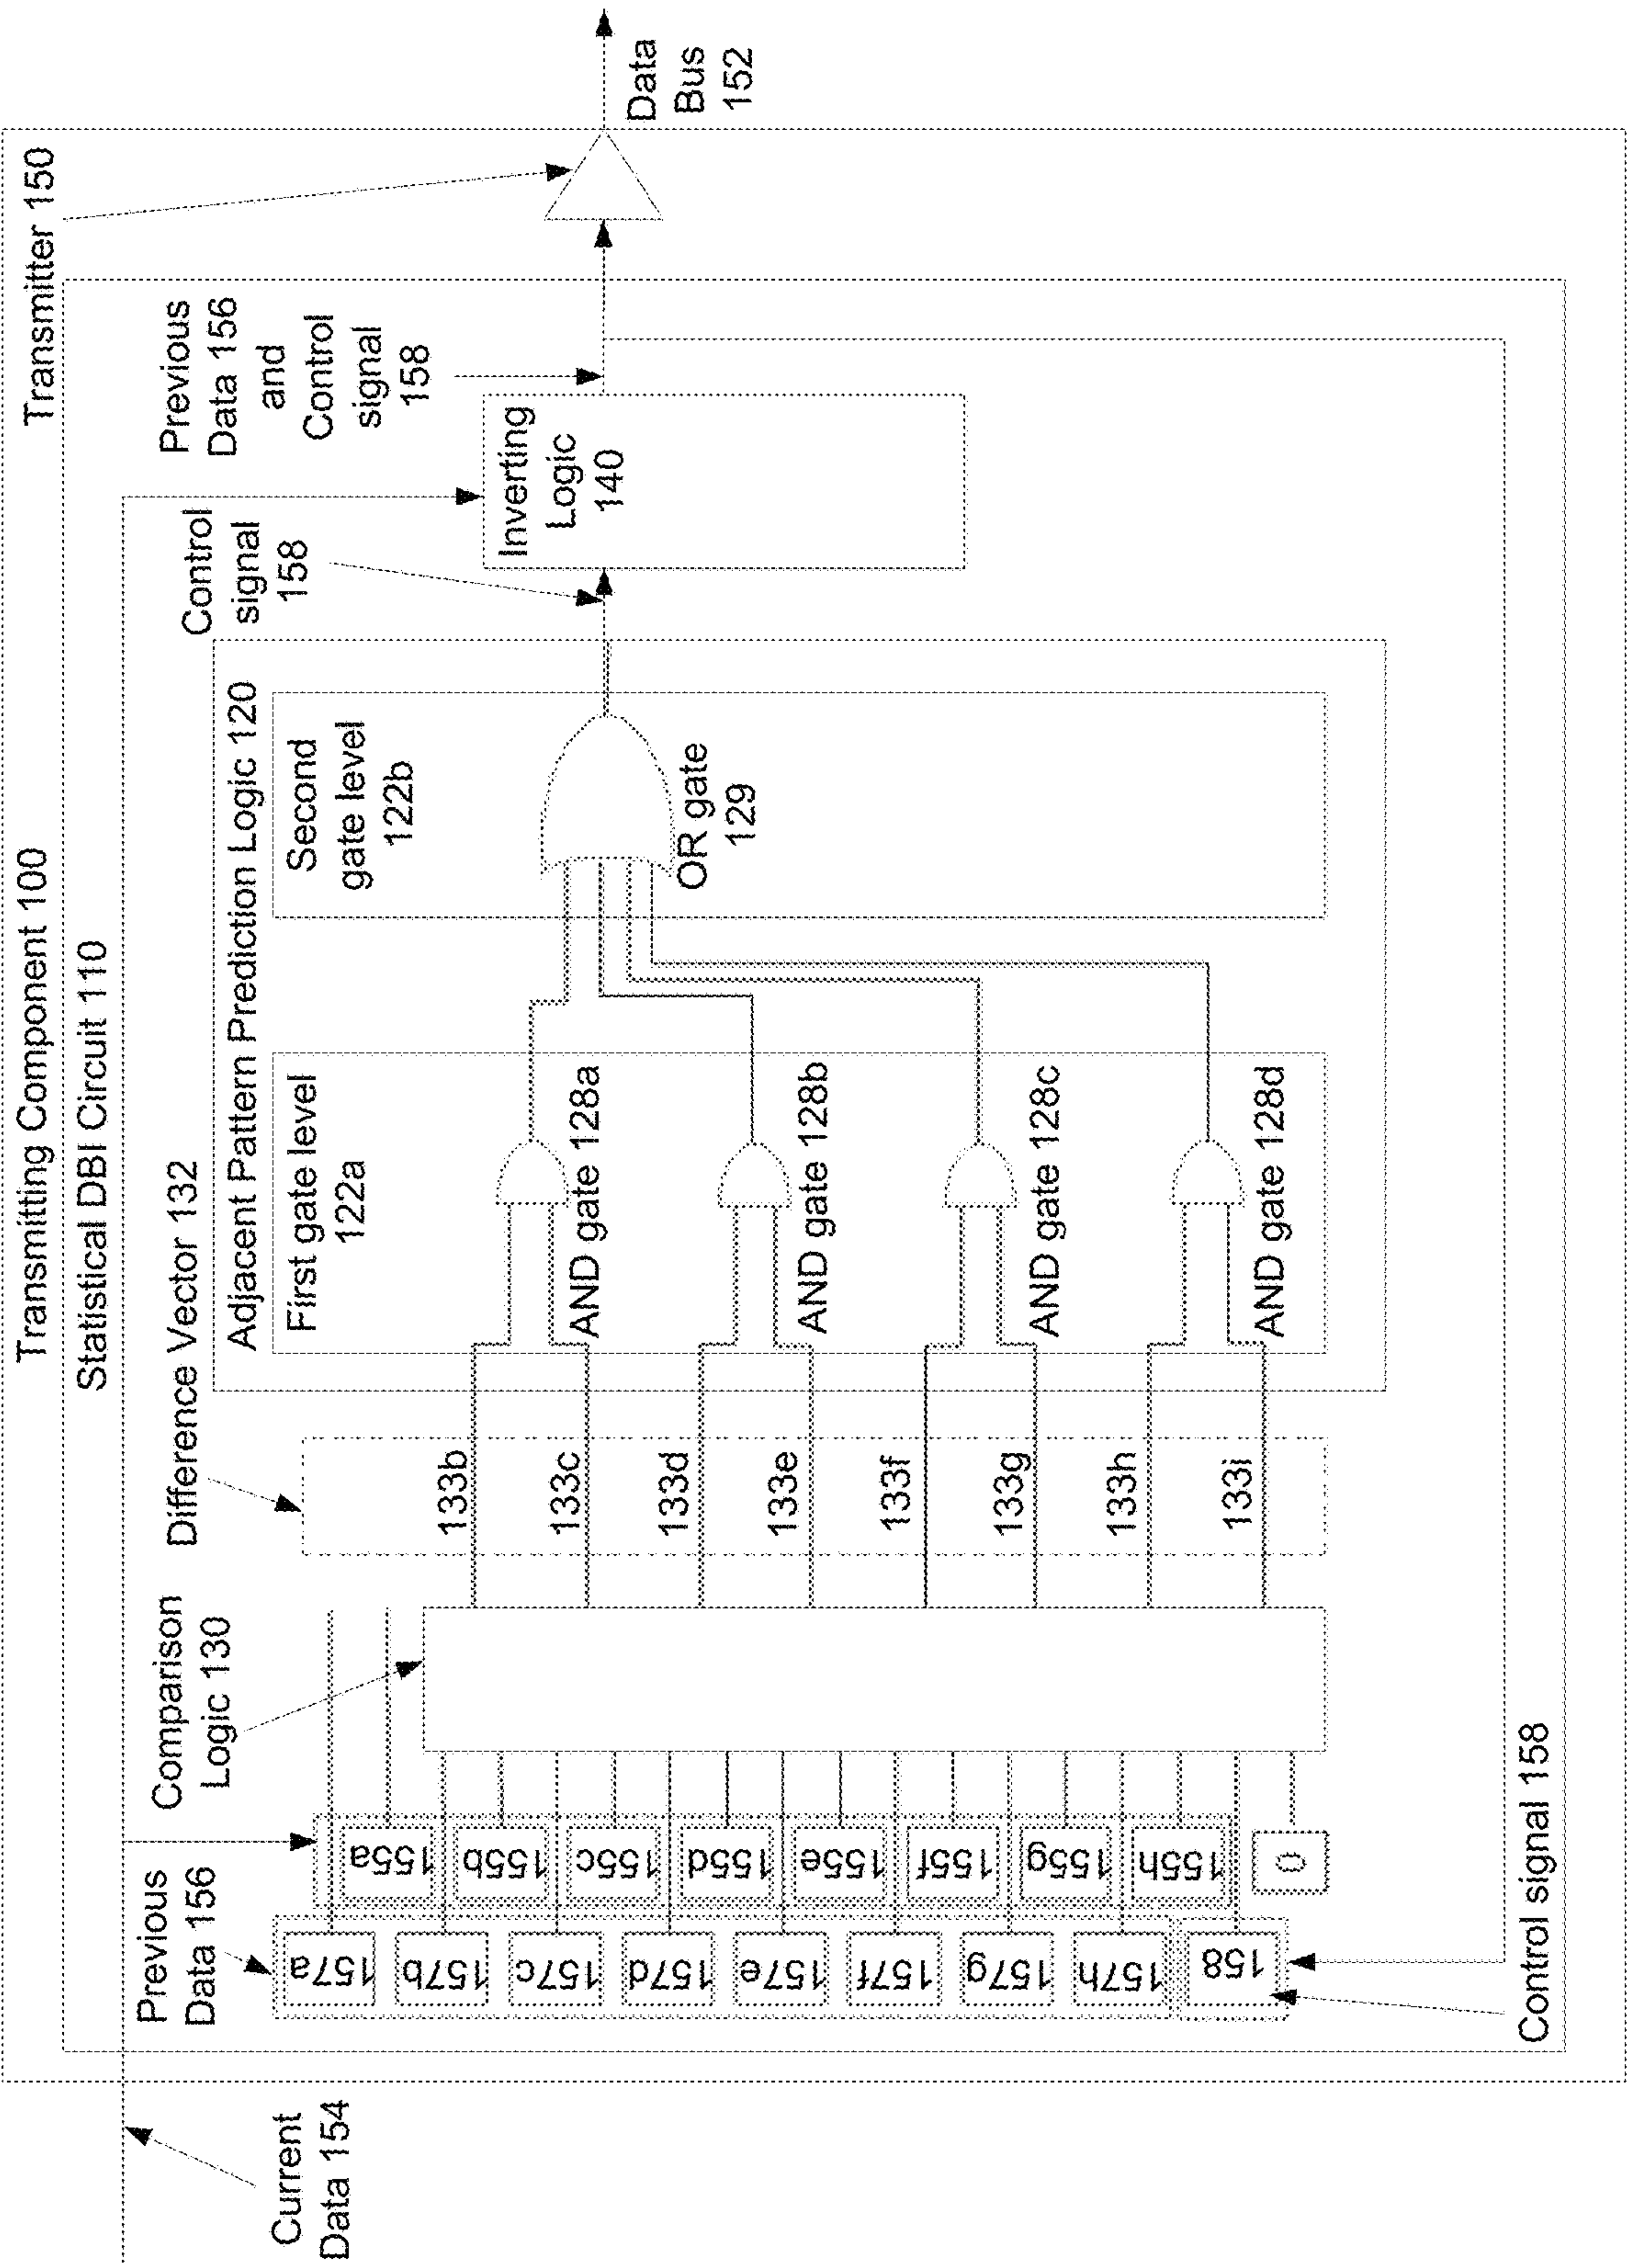 Transmitting Component 100
Statistical DBI Circuit 110
Transmitter 150
Current
Data 154
Previous
Data 156
Comparison
Logic 130
Difference Vector 132
Adjacent Pattern Prediction Logic 120
First gate level
122a
Second
gate level
122b
Control
signal
158
Previous
Data 156
and
Control
signal
158
Inverting
Logic
140
Data
Bus
152
157a
157b
157c
157d
157e
157f
157g
157h
158
155a
155b
155c
155d
155e
155f
155g
155h
0
133b
133c
133d
133e
133f
133g
133h
133i
AND gate 128a
AND gate 128b
AND gate 128c
AND gate 128d
OR gate
129
Control signal 158